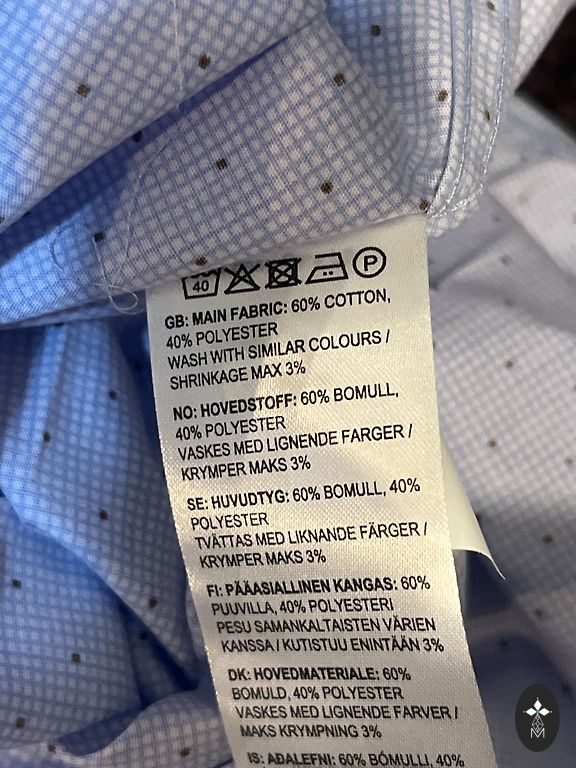 40 P
GB: MAIN FABRIC: 60% COTTON,
40% POLYESTER
WASH WITH SIMILAR COLOURS /
SHRINKAGE MAX 3%
NO: HOVEDSTOFF: 60% BOMULL,
40% POLYESTER
VASKES MED LIGNENDE FARGER /
KRYMPER MAKS 3%
SE: HUVUDTYG: 60% BOMULL, 40%
POLYESTER
TVÄTTAS MED LIKNANDE FÄRGER /
KRYMPER MAKS 3%
FI: PÄÄASIALLINEN KANGAS: 60%
PUUVILLA, 40% POLYESTERI
PESU SAMANKALTAISTEN VÄRIEN
KANSSA / KUTISTUU ENINTÄÄN 3%
DK: HOVEDMATERIALE: 60%
BOMULD, 40% POLYESTER
VASKES MED LIGNENDE FARVER /
MAKS KRYMPNING 3%
IS: AÐALEFNI: 60% BÓMULLI, 40%
M